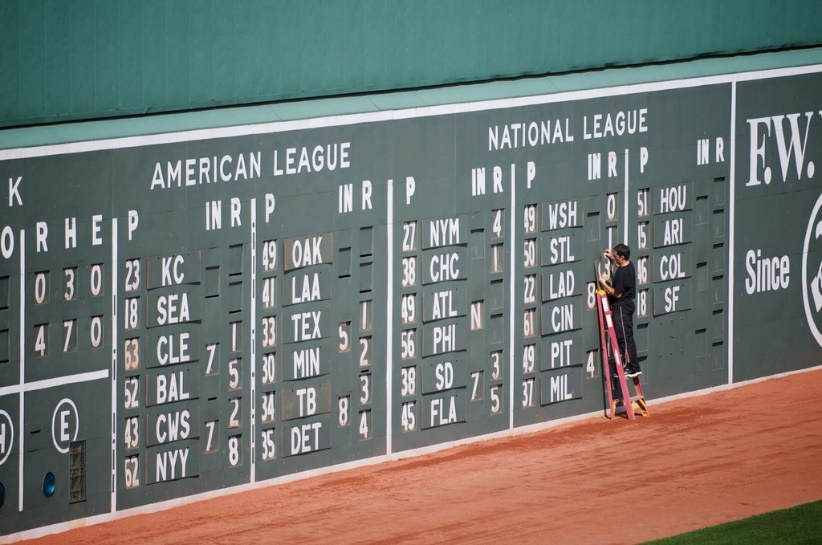 K
O R H E
0 3 0
4 7 0
H
E
AMERICAN LEAGUE
P IN R
23 KC
18 SEA
63 CLE 7 1
52 BAL 5
43 CWS 7 2
62 NYY 8
P IN R
49 OAK
41 LAA 1
33 TEX 5 2
30 MIN
34 TB 8 3
35 DET 4
NATIONAL LEAGUE
P IN R
27 NYM 4
38 CHC 1
49 ATL N
56 PHI
38 SD 7 3
45 FLA 5
P IN R
49 WSH 0
50 STL 1
22 LAD 8
61 CIN
49 PIT 4
37 MIL
P IN R
51 HOU
15 ARI
46 COL
18 SF
F.W.
Since